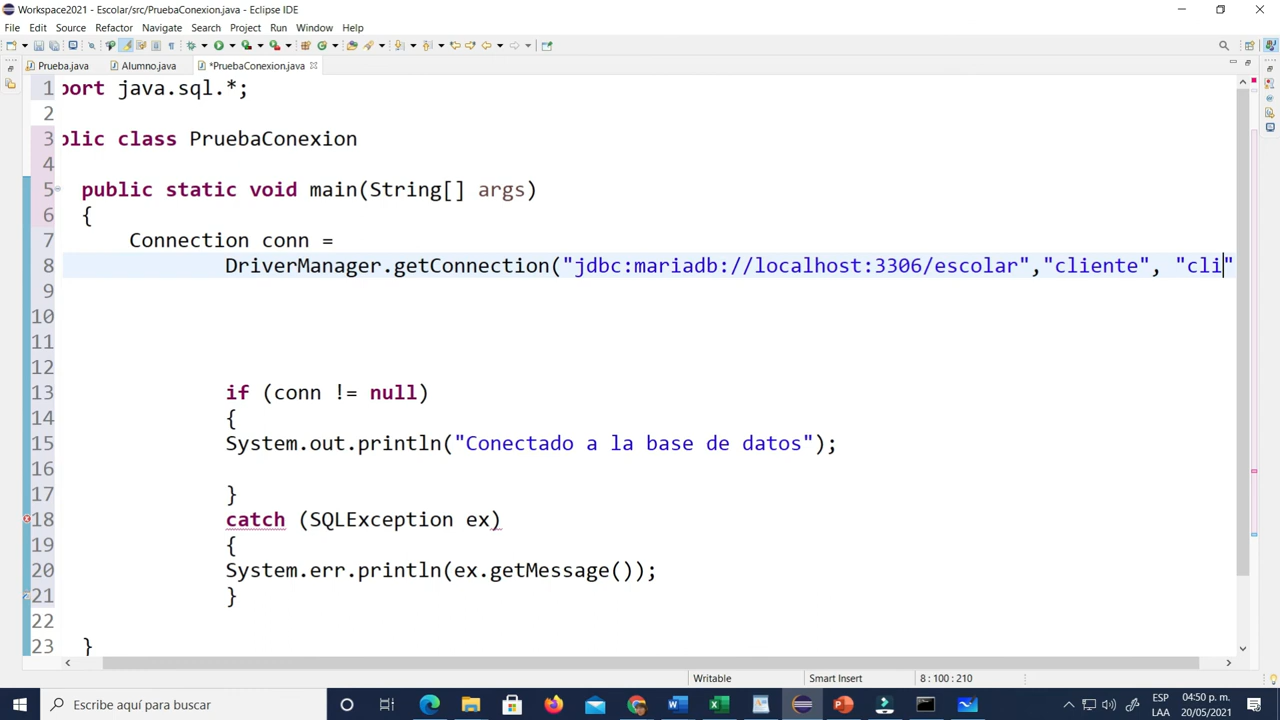 Workspace2021 - Escolar/src/PruebaConexion.java - Eclipse IDE
File Edit Source Refactor Navigate Search Project Run Window Help
Prueba.java Alumno.java *PruebaConexion.java
1 port java.sql.*;
2
3 blic class PruebaConexion
4
5 public static void main(String[] args)
6 {
7 Connection conn =
8 DriverManager.getConnection("jdbc:mariadb://localhost:3306/escolar","cliente", "cli"
9
10
11
12
13 if (conn != null)
14 {
15 System.out.println("Conectado a la base de datos");
16
17 }
18 catch (SQLException ex)
19 {
20 System.err.println(ex.getMessage());
21 }
22
23 }
Writable Smart Insert 8 : 100 : 210
Escribe aquí para buscar
ESP 04:50 p. m.
LAA 20/05/2021